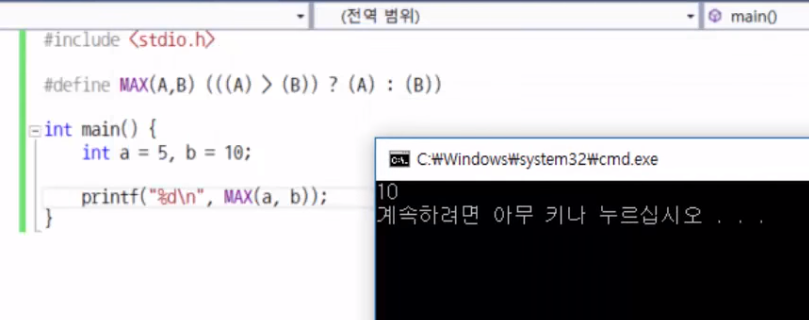 (전역 범위)
main()
#include <stdio.h>
#define MAX(A,B) (((A) > (B)) ? (A) : (B))
int main() {
int a = 5, b = 10;
printf("%d\n", MAX(a, b));
}
C:\Windows\system32\cmd.exe
10
계속하려면 아무 키나 누르십시오 . . .